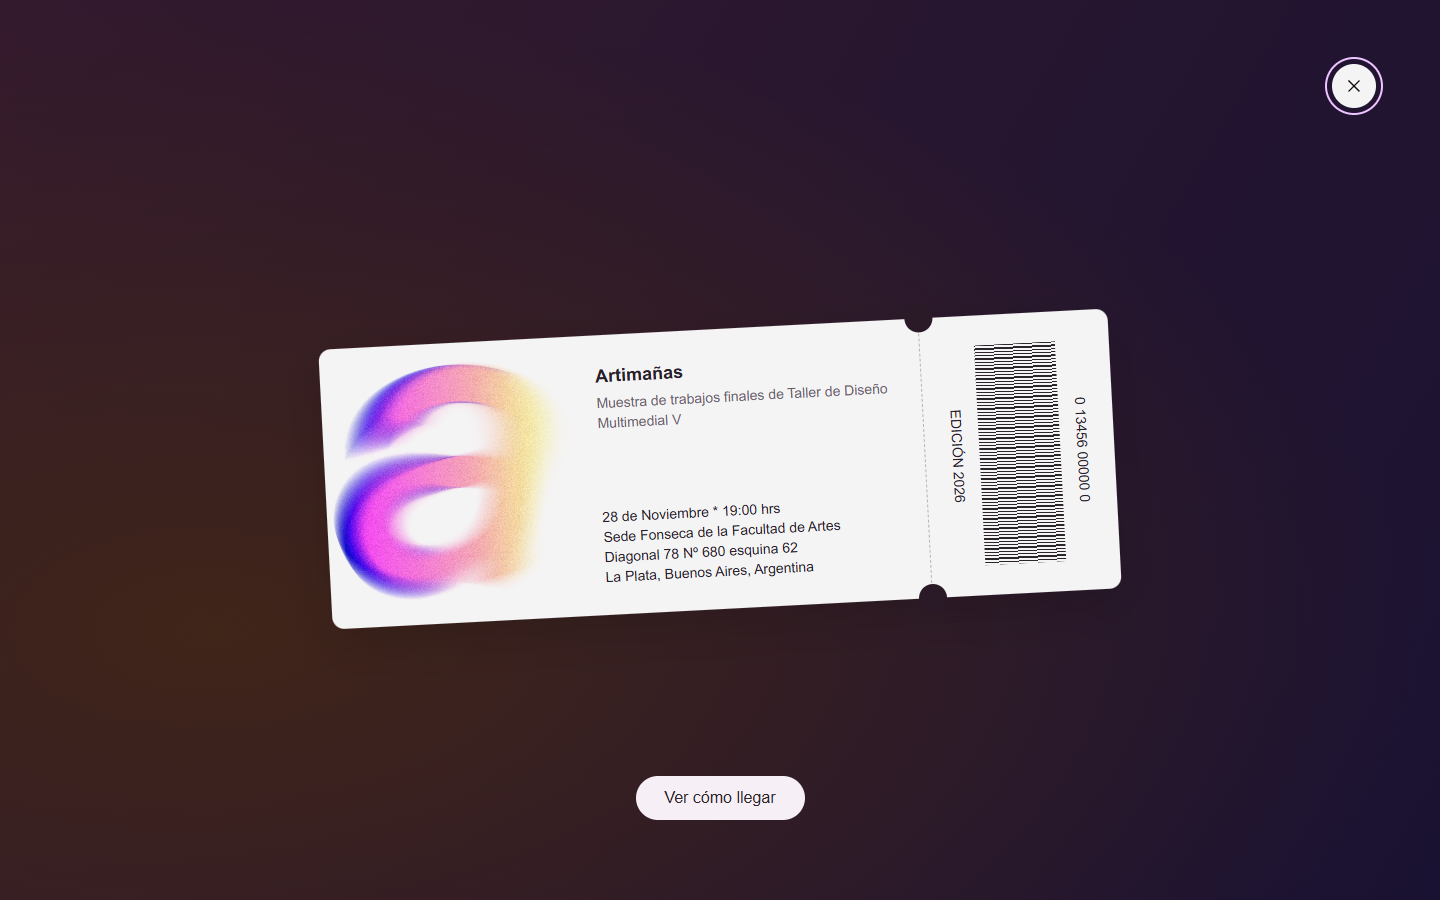 a
Artimañas
Muestra de trabajos finales de Taller de Diseño
Multimedial V
28 de Noviembre * 19:00 hrs
Sede Fonseca de la Facultad de Artes
Diagonal 78 Nº 680 esquina 62
La Plata, Buenos Aires, Argentina
EDICIÓN 2026
0 13456 00000 0
Ver cómo llegar